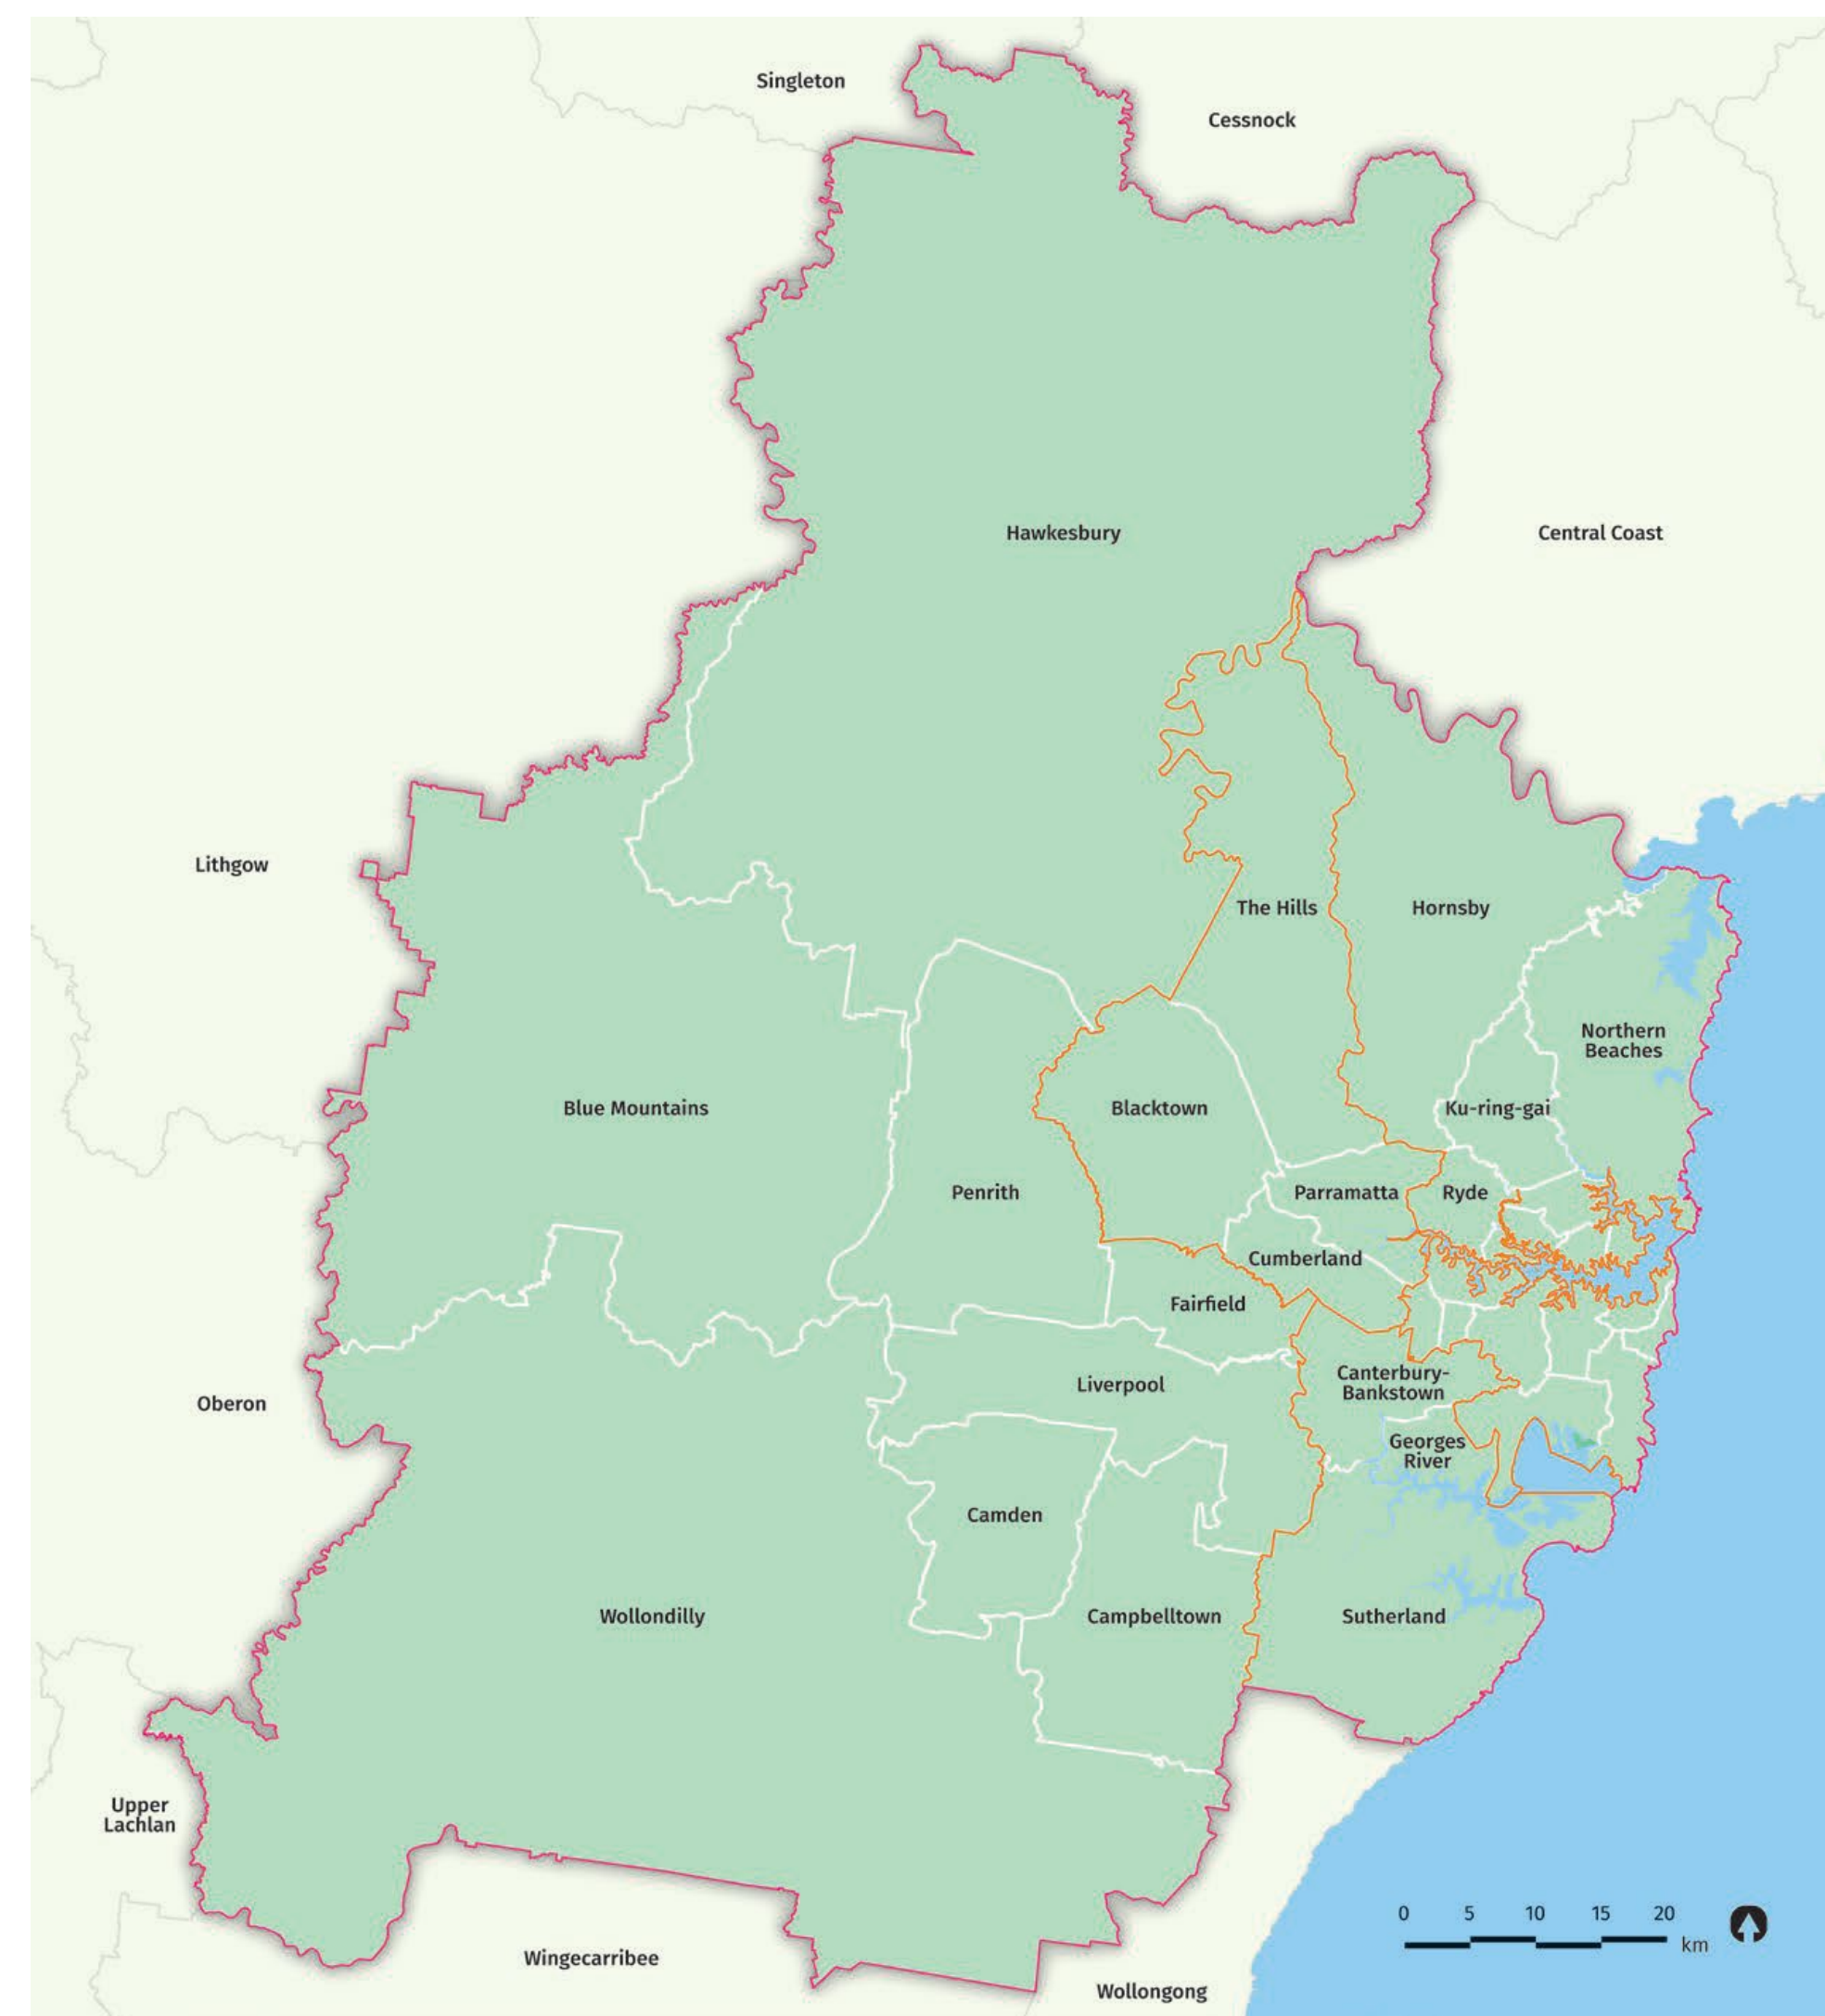 Singleton
Cessnock
Hawkesbury
Central Coast
Lithgow
The Hills
Hornsby
Northern
Beaches
Blue Mountains
Blacktown
Ku-ring-gai
Penrith
Parramatta
Ryde
Cumberland
Fairfield
Canterbury-
Bankstown
Liverpool
Oberon
Georges
River
Camden
Wollondilly
Campbelltown
Sutherland
Upper
Lachlan
0 5 10 15 20
km
Wingecarribee
Wollongong